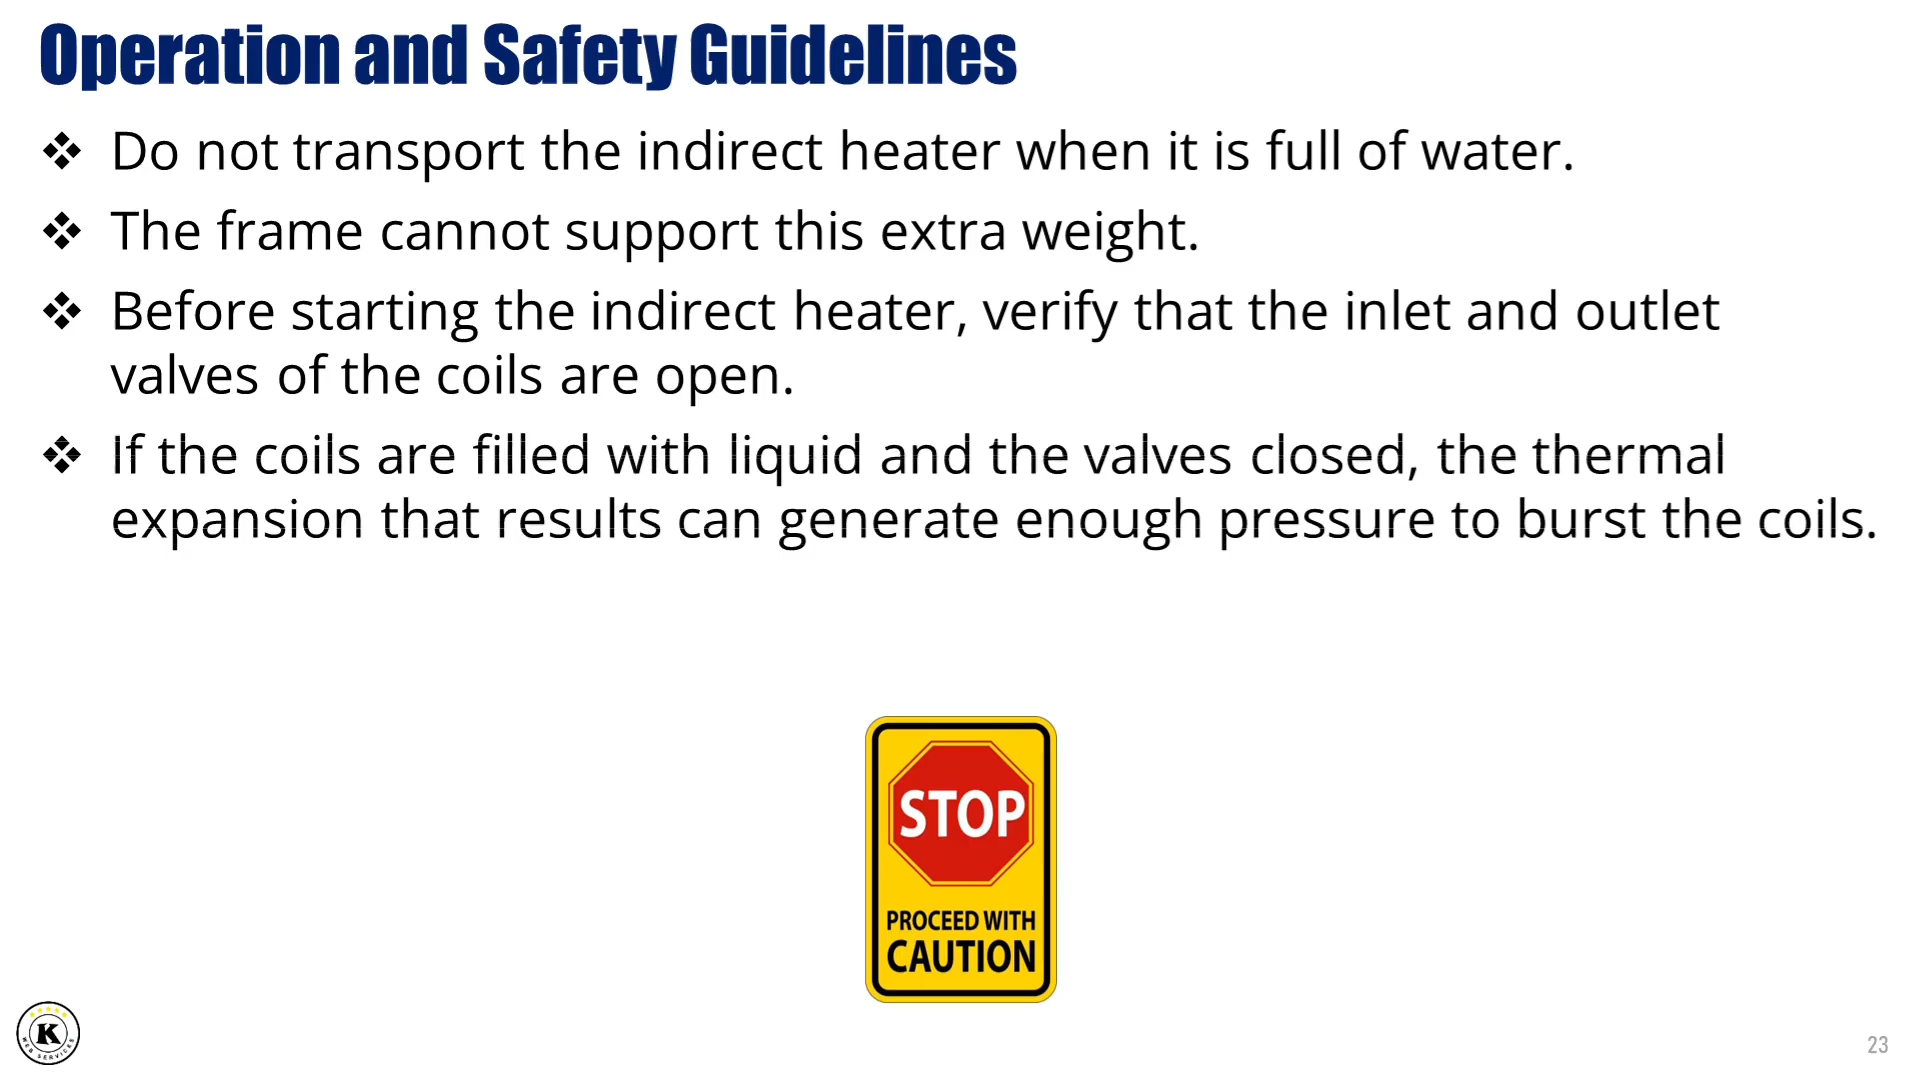 Operation and Safety Guidelines
❖ Do not transport the indirect heater when it is full of water.
❖ The frame cannot support this extra weight.
❖ Before starting the indirect heater, verify that the inlet and outlet
valves of the coils are open.
❖ If the coils are filled with liquid and the valves closed, the thermal
expansion that results can generate enough pressure to burst the coils.
STOP
PROCEED WITH
CAUTION
K
WEB SERVICES
23